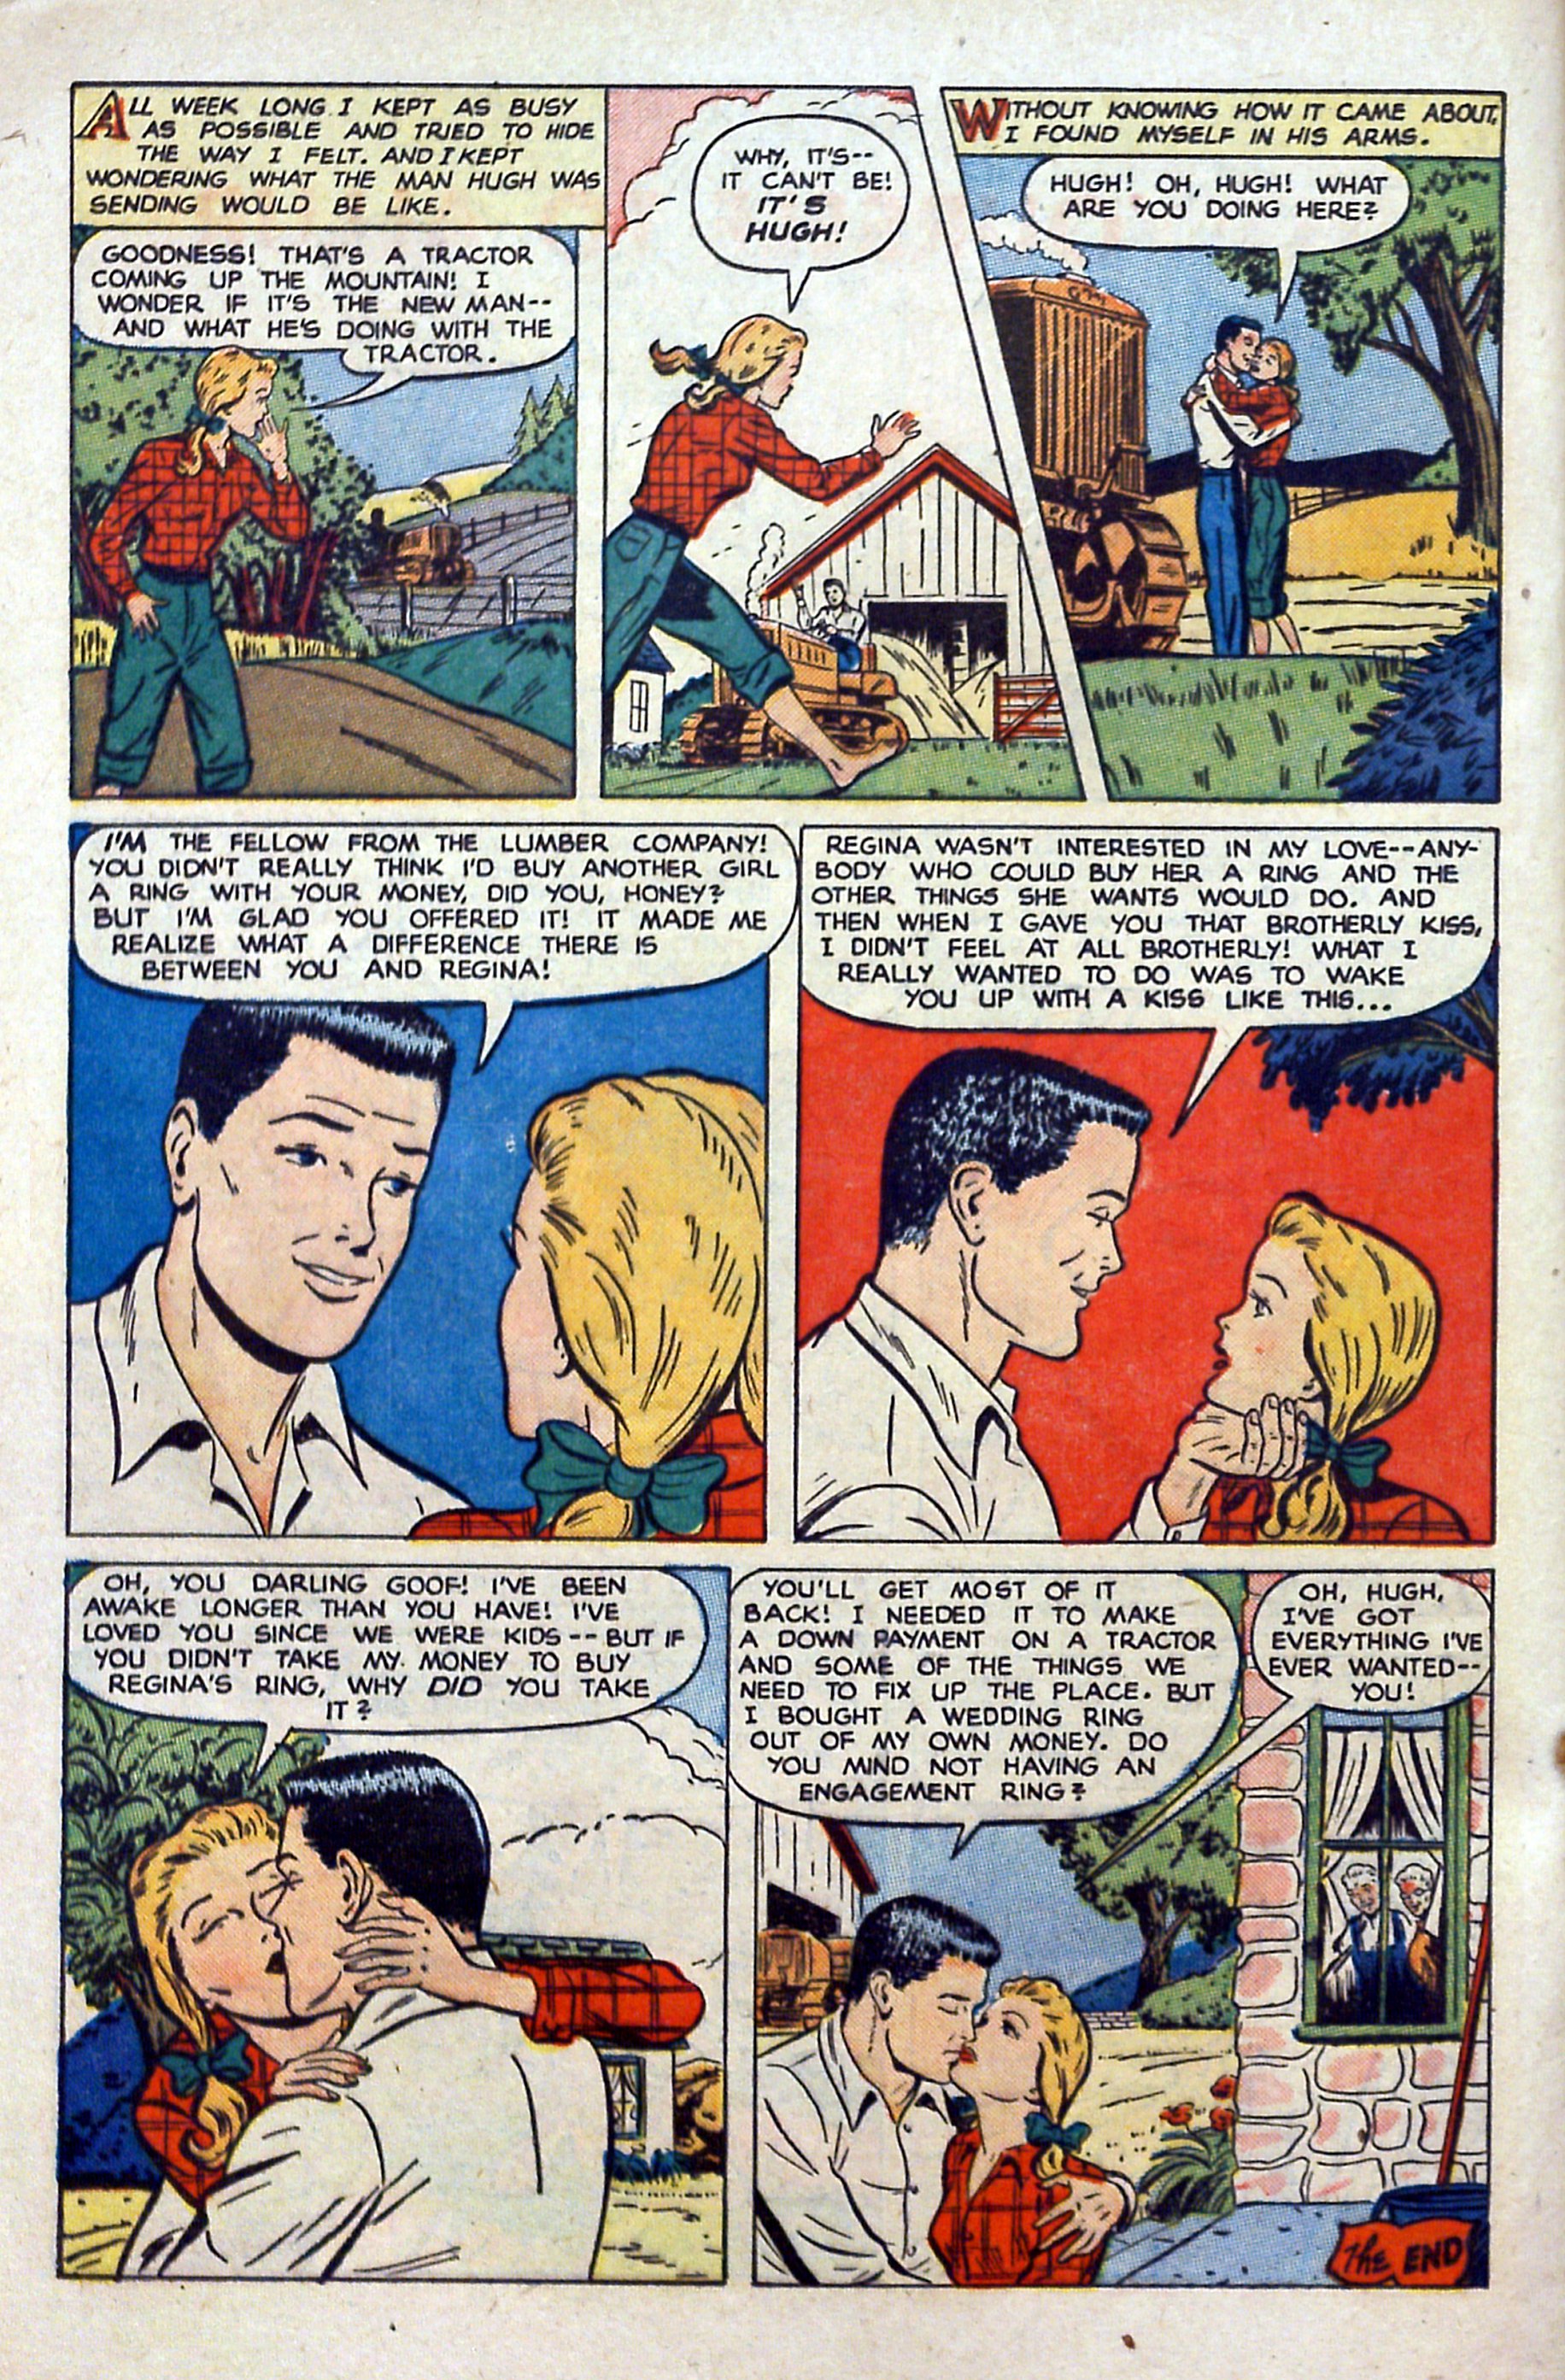 ALL WEEK LONG I KEPT AS BUSY
AS POSSIBLE AND TRIED TO HIDE
THE WAY I FELT. AND I KEPT
WONDERING WHAT THE MAN HUGH WAS
SENDING WOULD BE LIKE.
GOODNESS! THAT'S A TRACTOR
COMING UP THE MOUNTAIN! I
WONDER IF IT'S THE NEW MAN--
AND WHAT HE'S DOING WITH THE
TRACTOR.
WHY, IT'S--
IT CAN'T BE!
IT'S
HUGH!
WITHOUT KNOWING HOW IT CAME ABOUT,
I FOUND MYSELF IN HIS ARMS.
HUGH! OH, HUGH! WHAT
ARE YOU DOING HERE?
GM
I'M THE FELLOW FROM THE LUMBER COMPANY!
YOU DIDN'T REALLY THINK I'D BUY ANOTHER GIRL
A RING WITH YOUR MONEY, DID YOU, HONEY?
BUT I'M GLAD YOU OFFERED IT! IT MADE ME
REALIZE WHAT A DIFFERENCE THERE IS
BETWEEN YOU AND REGINA!
REGINA WASN'T INTERESTED IN MY LOVE--ANY-
BODY WHO COULD BUY HER A RING AND THE
OTHER THINGS SHE WANTS WOULD DO. AND
THEN WHEN I GAVE YOU THAT BROTHERLY KISS,
I DIDN'T FEEL AT ALL BROTHERLY! WHAT I
REALLY WANTED TO DO WAS TO WAKE
YOU UP WITH A KISS LIKE THIS...
OH, YOU DARLING GOOF! I'VE BEEN
AWAKE LONGER THAN YOU HAVE! I'VE
LOVED YOU SINCE WE WERE KIDS--BUT IF
YOU DIDN'T TAKE MY MONEY TO BUY
REGINA'S RING, WHY DID YOU TAKE
IT?
YOU'LL GET MOST OF IT
BACK! I NEEDED IT TO MAKE
A DOWN PAYMENT ON A TRACTOR
AND SOME OF THE THINGS WE
NEED TO FIX UP THE PLACE. BUT
I BOUGHT A WEDDING RING
OUT OF MY OWN MONEY. DO
YOU MIND NOT HAVING AN
ENGAGEMENT RING?
OH, HUGH,
I'VE GOT
EVERYTHING I'VE
EVER WANTED--
YOU!
The END